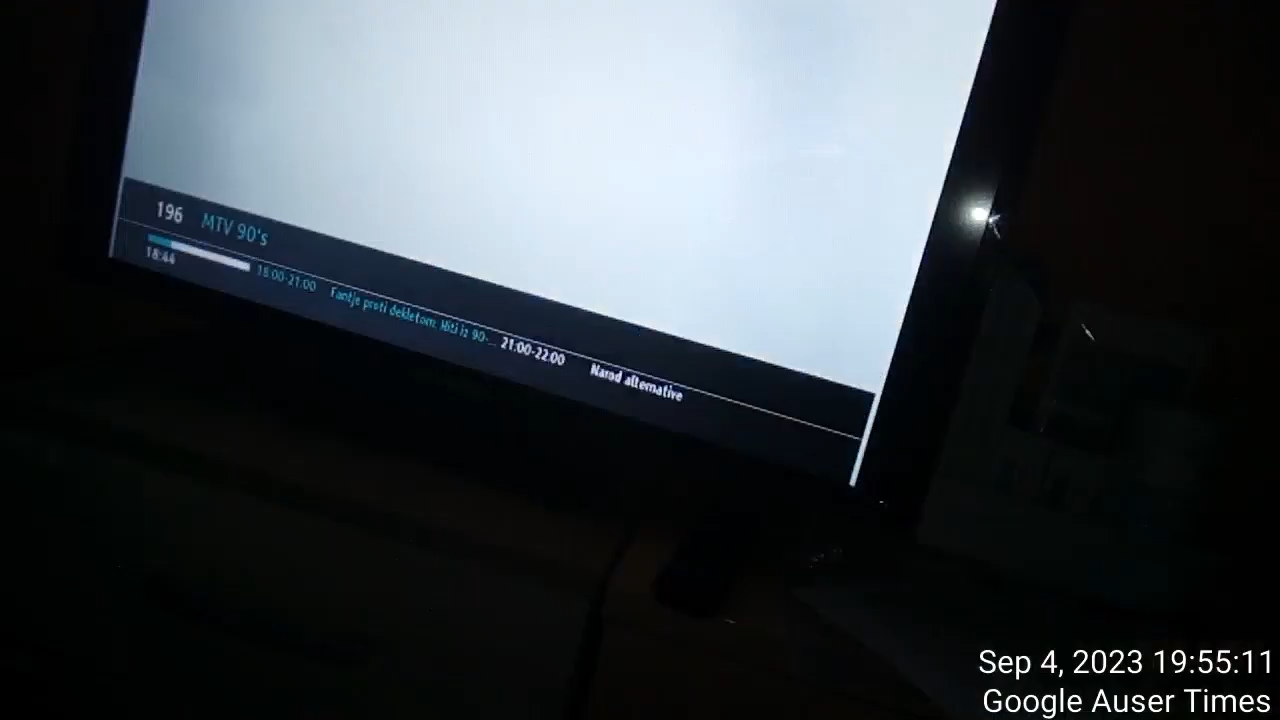 196 MTV 90's
18:44 18:00-21:00 Fantje proti dekletom: Hiti iz 90-... 21:00-22:00 Narod alternative
Sep 4, 2023 19:55:11
Google Auser Times